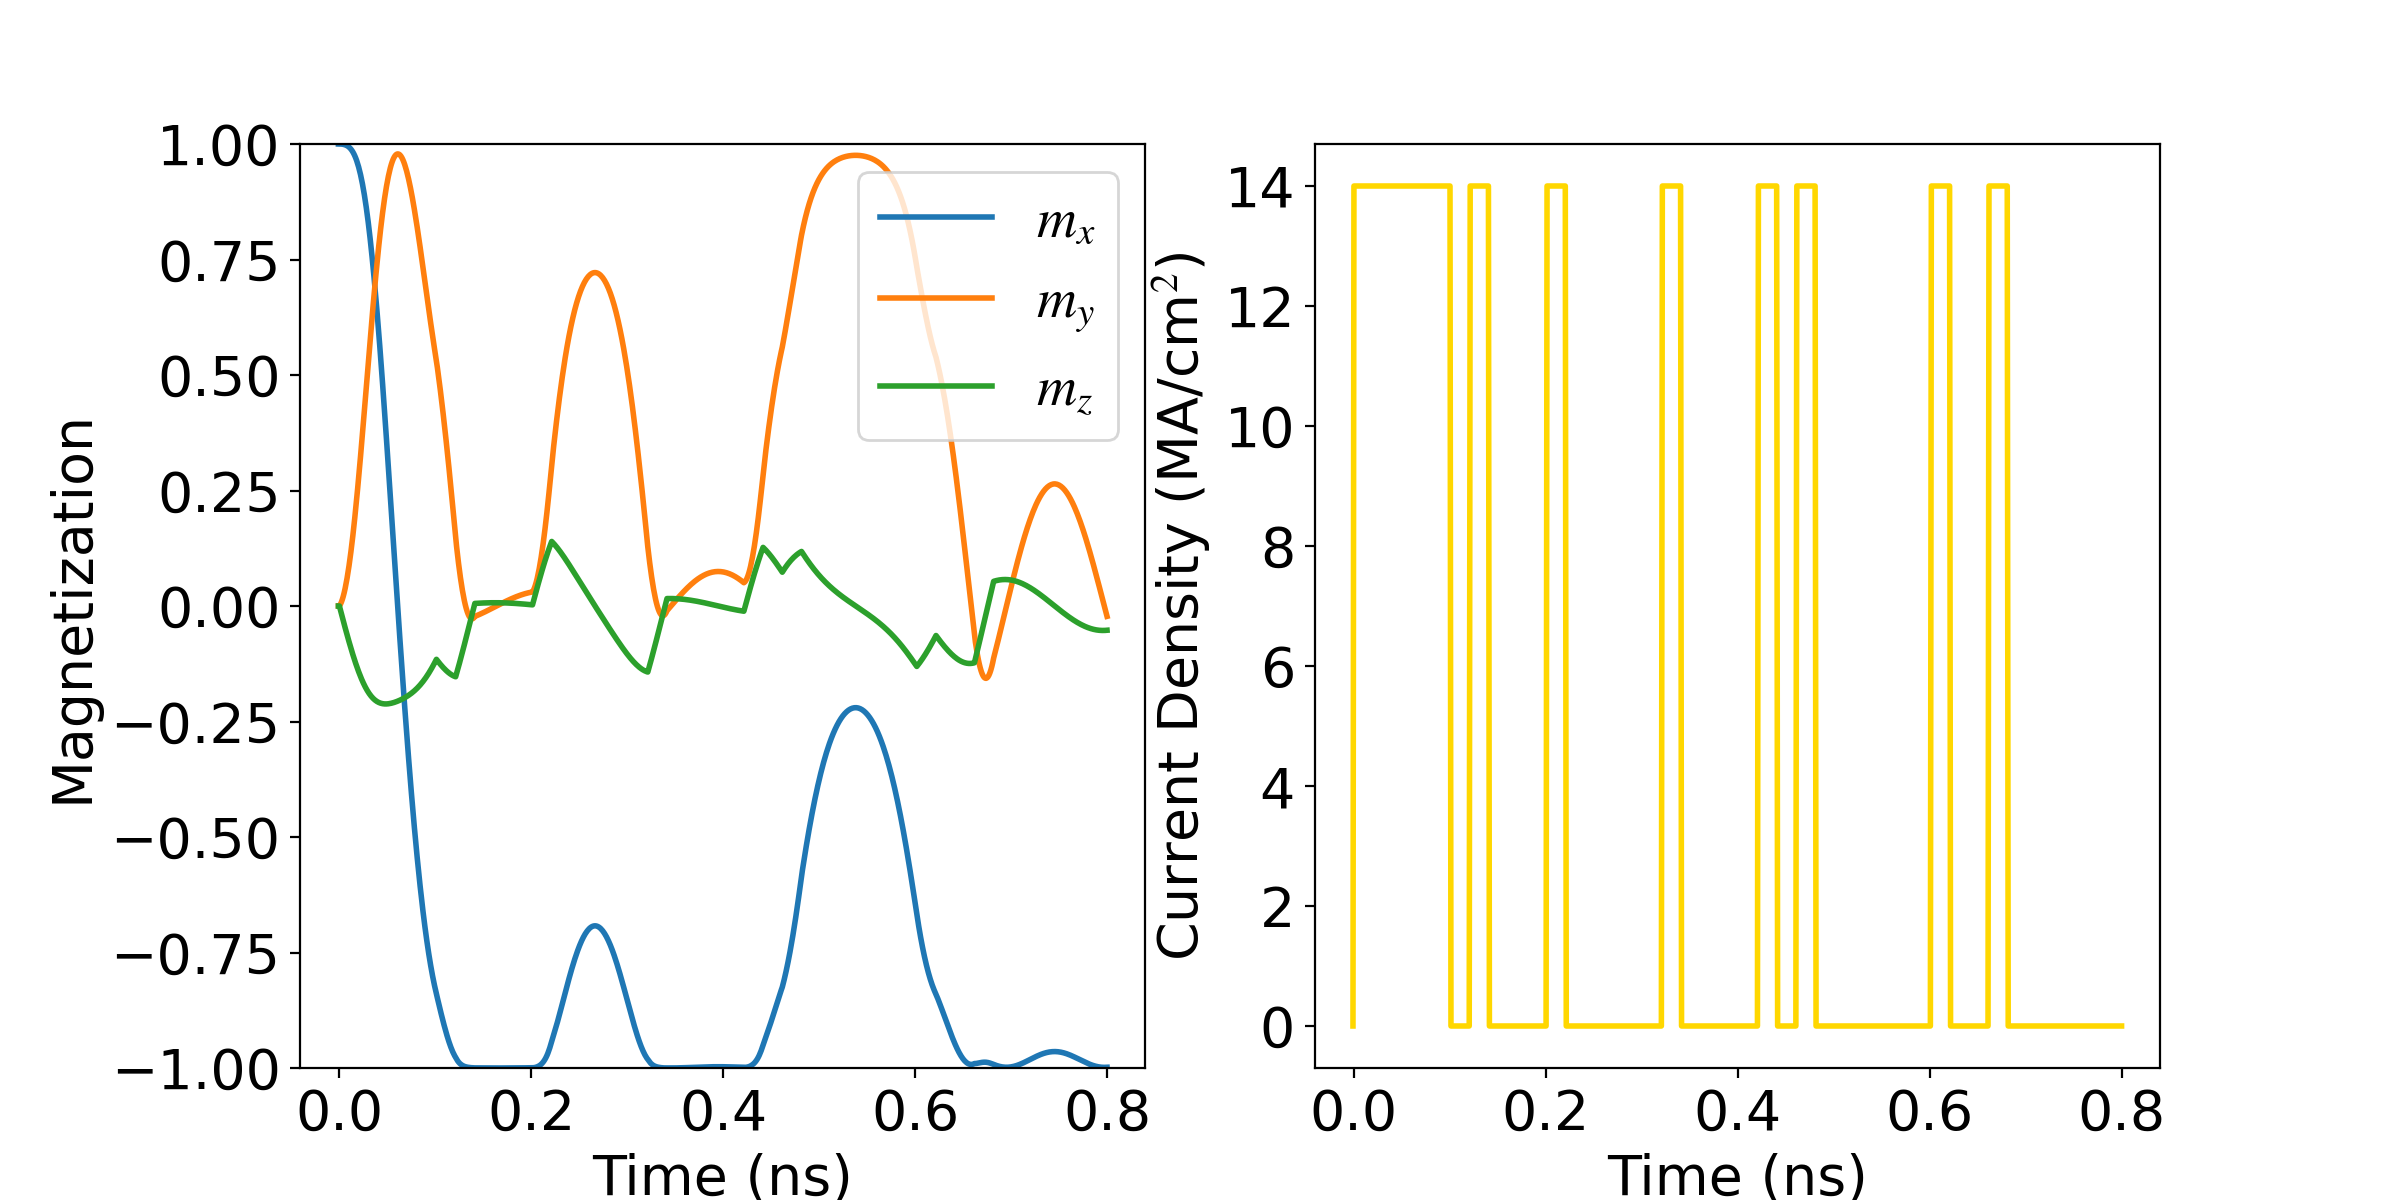 1.00
0.75
0.50
0.25
0.00
−0.25
−0.50
−0.75
−1.00
Magnetization
0.0 0.2 0.4 0.6 0.8
Time (ns)
m_x
m_y
m_z
14
12
10
8
6
4
2
0
Current Density (MA/cm²)
0.0 0.2 0.4 0.6 0.8
Time (ns)